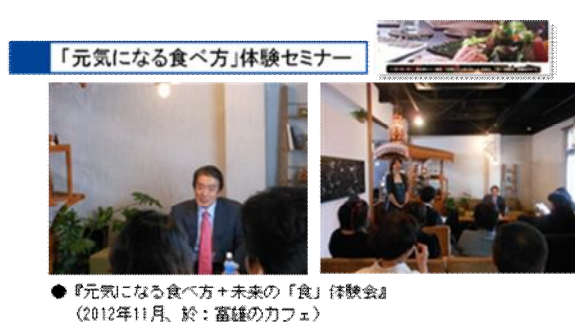 「元気になる食べ方」体験セミナー
●『元気になる食べ方+未来の「食」体験会』
(2012年11月、於:富雄のカフェ)